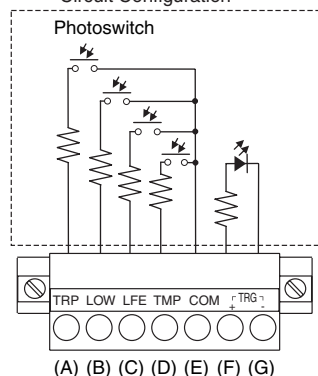 Circuit Configuration
Photoswitch
TRP LOW LFE TMP COM TRG
+ -
(A) (B) (C) (D) (E) (F) (G)